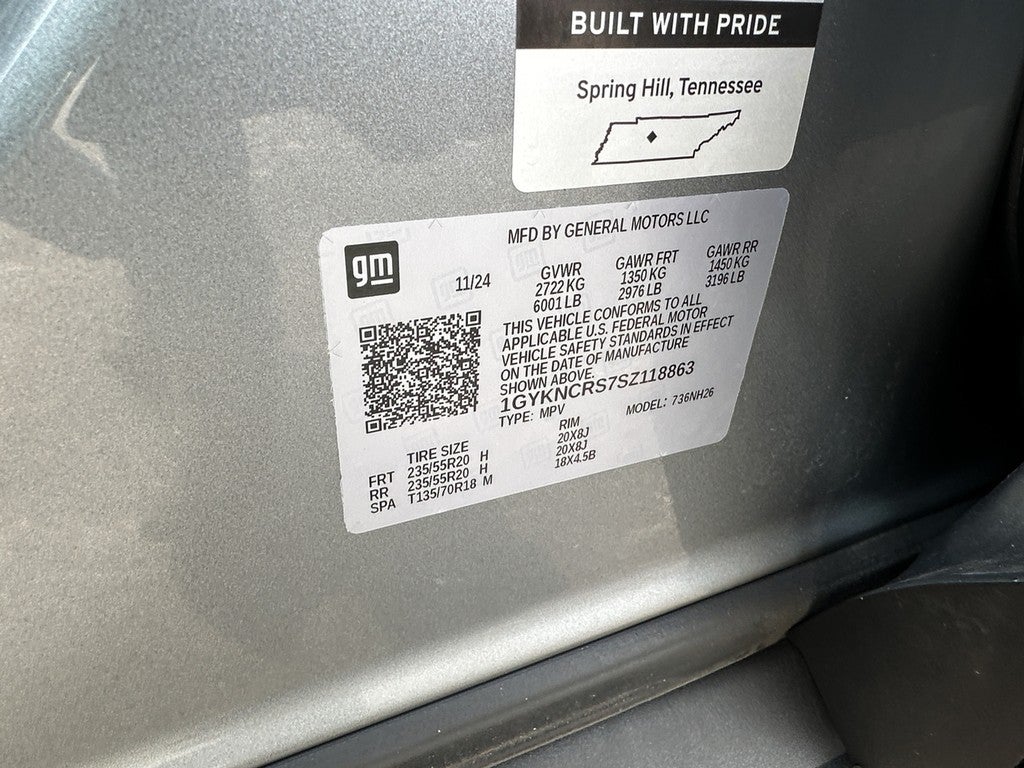 BUILT WITH PRIDE
Spring Hill, Tennessee
MFD BY GENERAL MOTORS LLC
gm
11/24
GVWR
2722 KG
6001 LB
GAWR FRT
1350 KG
2976 LB
GAWR RR
1450 KG
3196 LB
THIS VEHICLE CONFORMS TO ALL
APPLICABLE U.S. FEDERAL MOTOR
VEHICLE SAFETY STANDARDS IN EFFECT
ON THE DATE OF MANUFACTURE
SHOWN ABOVE.
1GYKNCRS7SZ118863
TYPE: MPV MODEL: 736NH26
TIRE SIZE RIM
FRT 235/55R20 H 20X8J
RR 235/55R20 H 20X8J
SPA T135/70R18 M 18X4.5B